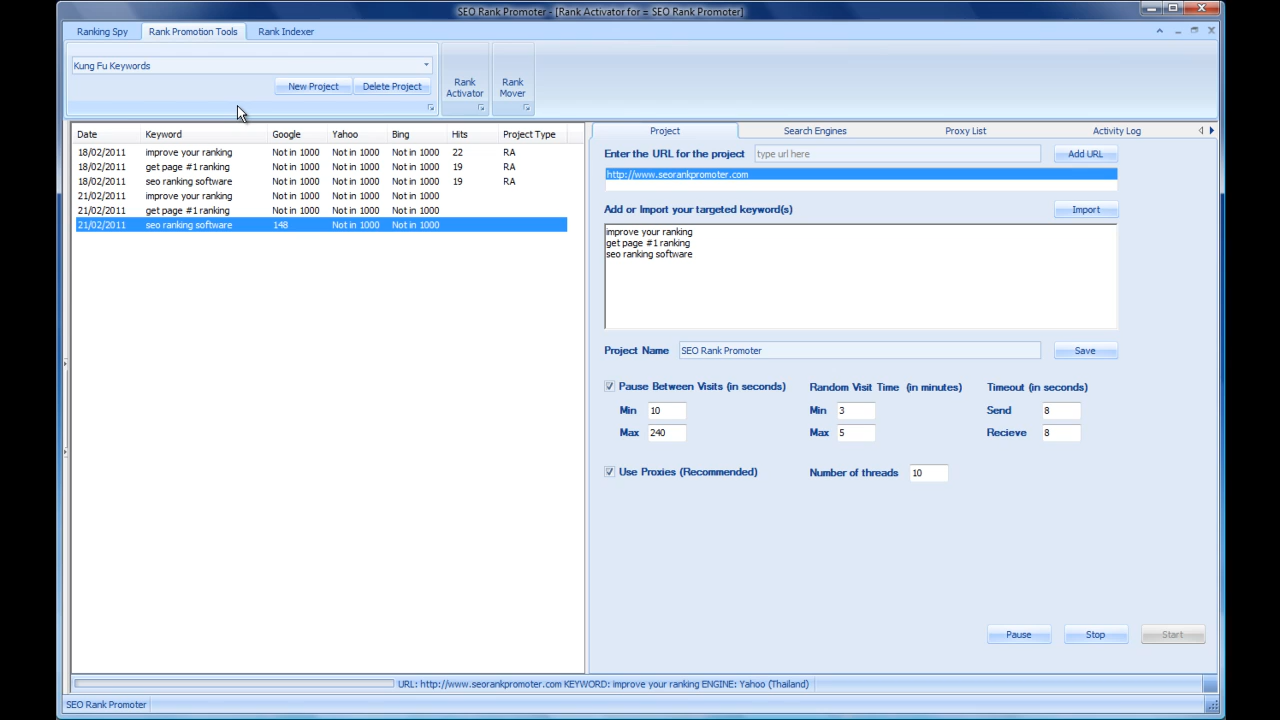 SEO Rank Promoter - [Rank Activator for = SEO Rank Promoter]
Ranking Spy Rank Promotion Tools Rank Indexer
Kung Fu Keywords
New Project Delete Project
Rank Activator
Rank Mover
Date Keyword Google Yahoo Bing Hits Project Type
18/02/2011 improve your ranking Not in 1000 Not in 1000 Not in 1000 22 RA
18/02/2011 get page #1 ranking Not in 1000 Not in 1000 Not in 1000 19 RA
18/02/2011 seo ranking software Not in 1000 Not in 1000 Not in 1000 19 RA
21/02/2011 improve your ranking Not in 1000 Not in 1000 Not in 1000
21/02/2011 get page #1 ranking Not in 1000 Not in 1000 Not in 1000
21/02/2011 seo ranking software 148 Not in 1000 Not in 1000
Project Search Engines Proxy List Activity Log
Enter the URL for the project type url here Add URL
http://www.seorankpromoter.com
Add or Import your targeted keyword(s) Import
improve your ranking
get page #1 ranking
seo ranking software
Project Name SEO Rank Promoter Save
Pause Between Visits (in seconds) Random Visit Time (in minutes) Timeout (in seconds)
Min 10 Min 3 Send 8
Max 240 Max 5 Recieve 8
Use Proxies (Recommended) Number of threads 10
Pause Stop Start
URL: http://www.seorankpromoter.com KEYWORD: improve your ranking ENGINE: Yahoo (Thailand)
SEO Rank Promoter